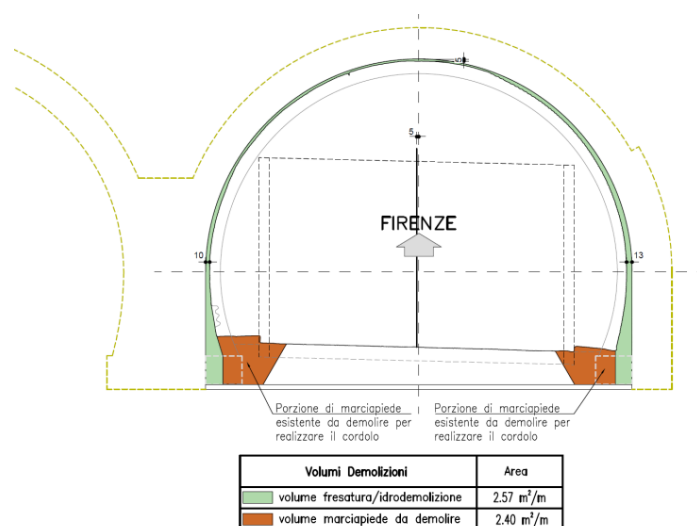 5
5
FIRENZE
10
13
Porzione di marciapiede
esistente da demolire per
realizzare il cordolo
Porzione di marciapiede
esistente da demolire per
realizzare il cordolo
Volumi Demolizioni Area
volume fresatura/idrodemolizione 2.57 m²/m
volume marciapiede da demolire 2.40 m²/m